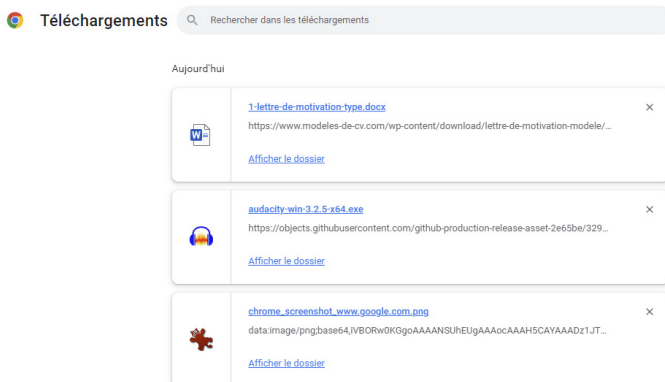 Téléchargements
Rechercher dans les téléchargements
Aujourd'hui
1-lettre-de-motivation-type.docx
https://www.modeles-de-cv.com/wp-content/download/lettre-de-motivation-modele/...
Afficher le dossier
audacity-win-3.2.5-x64.exe
https://objects.githubusercontent.com/github-production-release-asset-2e65be/329...
Afficher le dossier
chrome_screenshot_www.google.com.png
data:image/png;base64,iVBORw0KGgoAAAANSUhEUgAAAocAAAH5CAYAAADz1JT...
Afficher le dossier